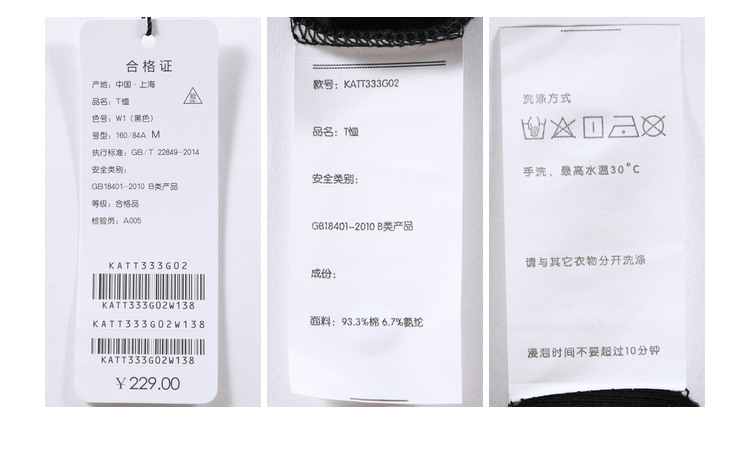 合格证
产地：中国·上海
品名：T恤
色号：W1（黑色）
号型：160/84A M
执行标准：GB/T 22849-2014
安全类别：
GB18401-2010 B类产品
等级：合格品
检验员：A005
KATT333G02
KATT333G02W138
KATT333G02W138
KATT333G02W138
￥229.00
款号：KATT333G02
品名：T恤
安全类别：
GB18401-2010 B类产品
成份：
面料：93.3%棉 6.7%氨纶
洗涤方式
手洗，最高水温30°C
请与其它衣物分开洗涤
浸泡时间不要超过10分钟